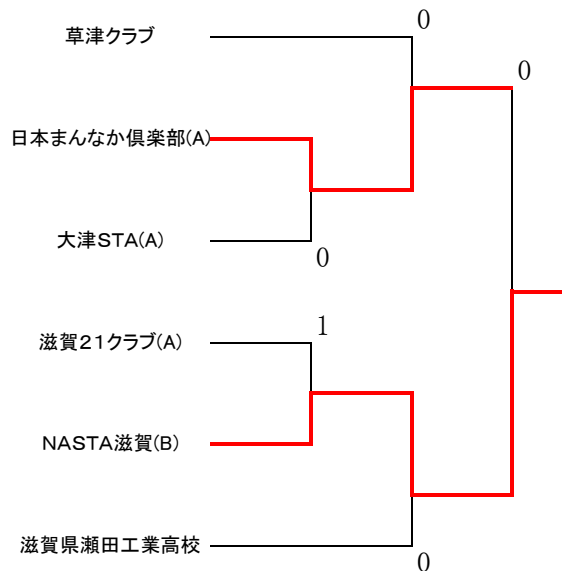 草津クラブ
0
0
日本まんなか倶楽部(A)
大津STA(A)
0
滋賀２１クラブ(A)
1
NASTA滋賀(B)
滋賀県瀬田工業高校
0